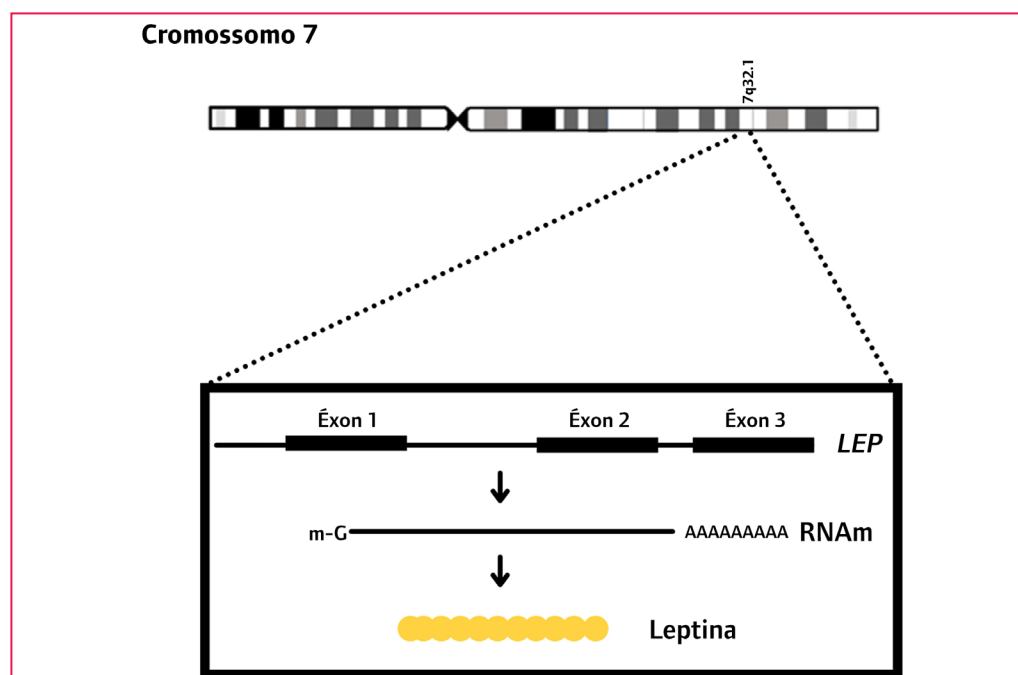 Cromossomo 7
7q32.1
Éxon 1 Éxon 2 Éxon 3
LEP
m-G AAAAAAAAA RNAm
Leptina